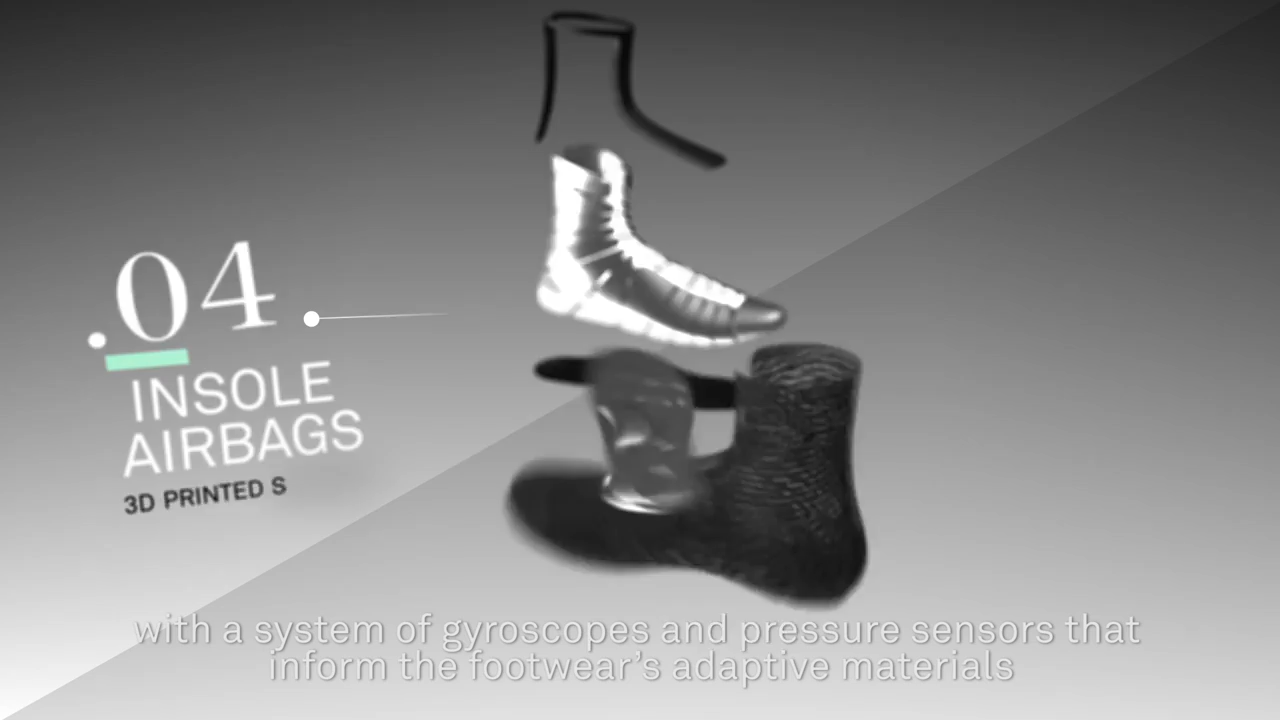 .04
INSOLE
AIRBAGS
3D PRINTED S
with a system of gyroscopes and pressure sensors that
inform the footwear's adaptive materials